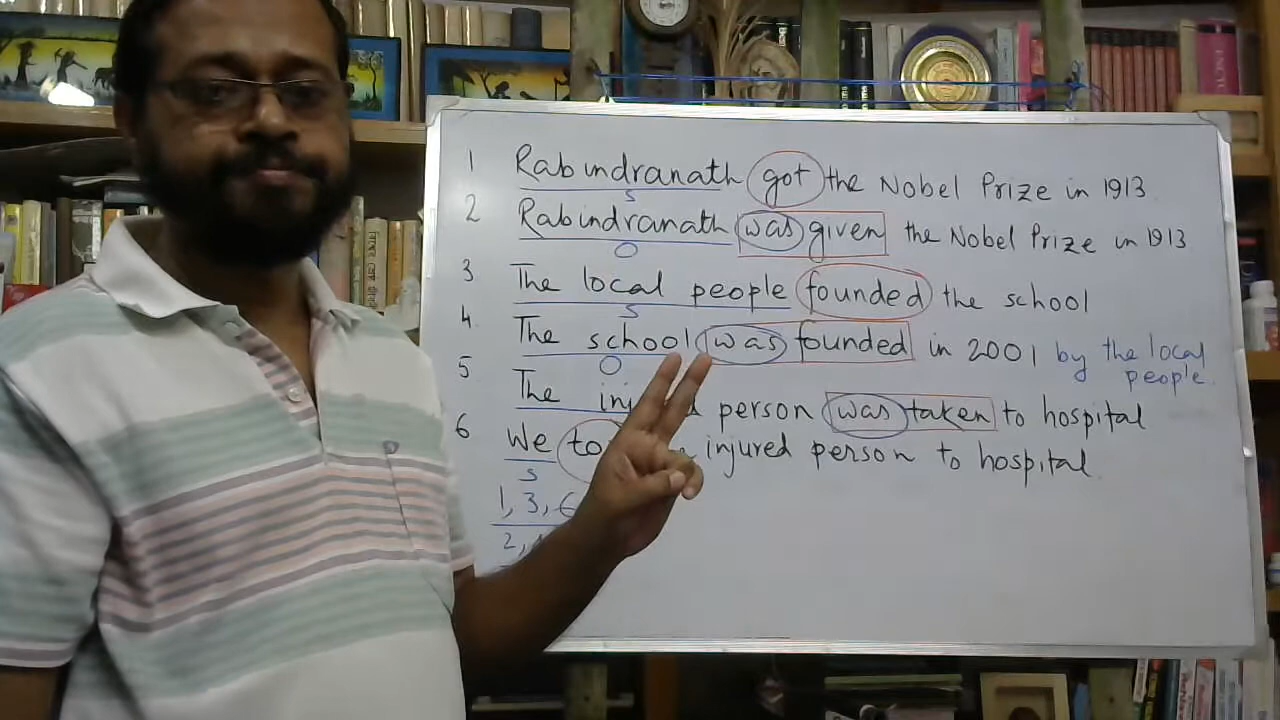 1 Rabindranath got the Nobel Prize in 1913
S
2 Rabindranath was given the Nobel Prize in 1913
O
3 The local people founded the school
S
4 The school was founded in 2001 by the local people
O
5 The person was taken to hospital
6 We injured person to hospital.
S
1, 3,
2,